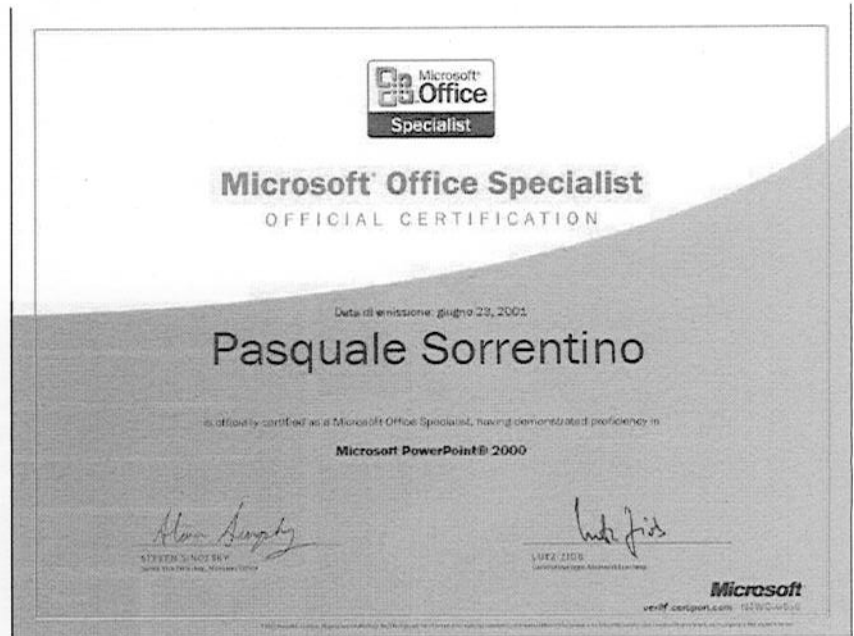 Microsoft®
Office
Specialist
Microsoft® Office Specialist
OFFICIAL CERTIFICATION
Data di emissione: giugno 23, 2001
Pasquale Sorrentino
is officially certified as a Microsoft Office Specialist, having demonstrated proficiency in
Microsoft PowerPoint® 2000
STEVEN SINOFSKY
LUTZ ZIOB
Microsoft
verify.certiport.com